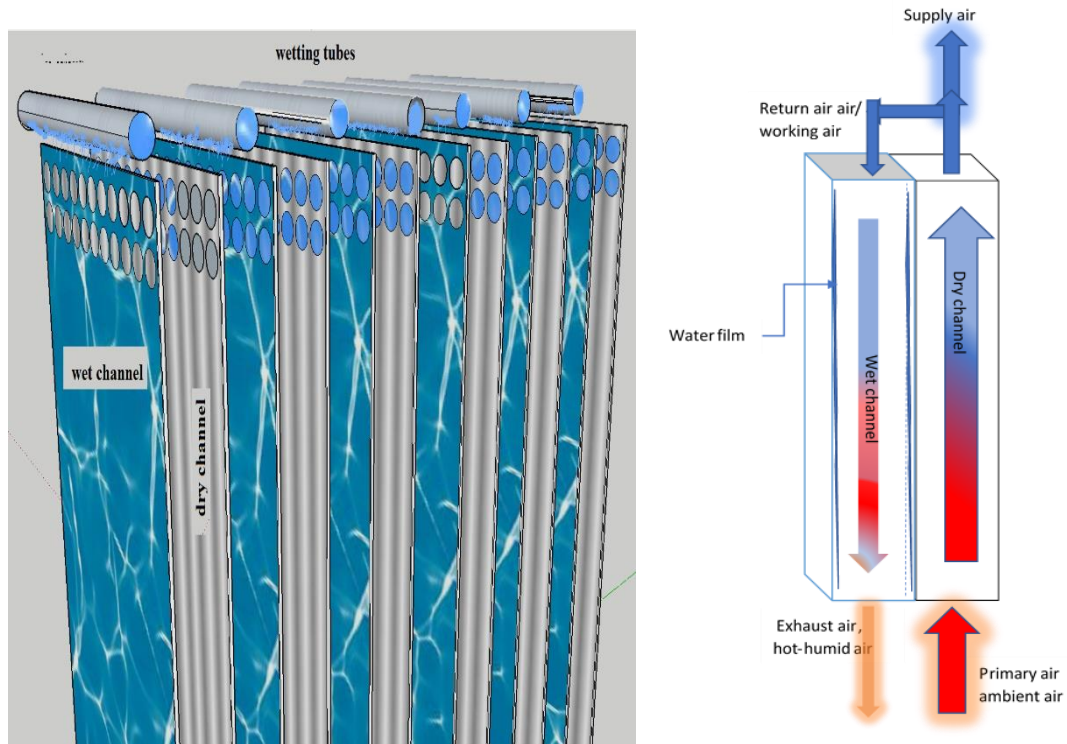 wetting tubes
wet channel
dry channel
Supply air
Return air air/
working air
Dry channel
Water film
Wet channel
Exhaust air,
hot-humid air
Primary air
ambient air